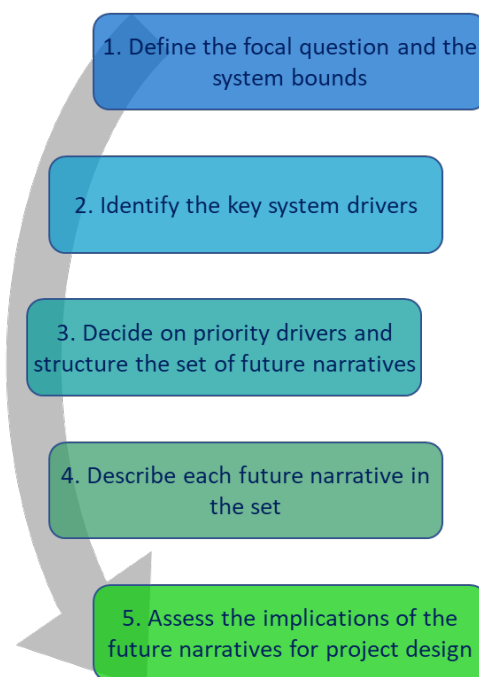 1. Define the focal question and the
system bounds
2. Identify the key system drivers
3. Decide on priority drivers and
structure the set of future narratives
4. Describe each future narrative in
the set
5. Assess the implications of the
future narratives for project design